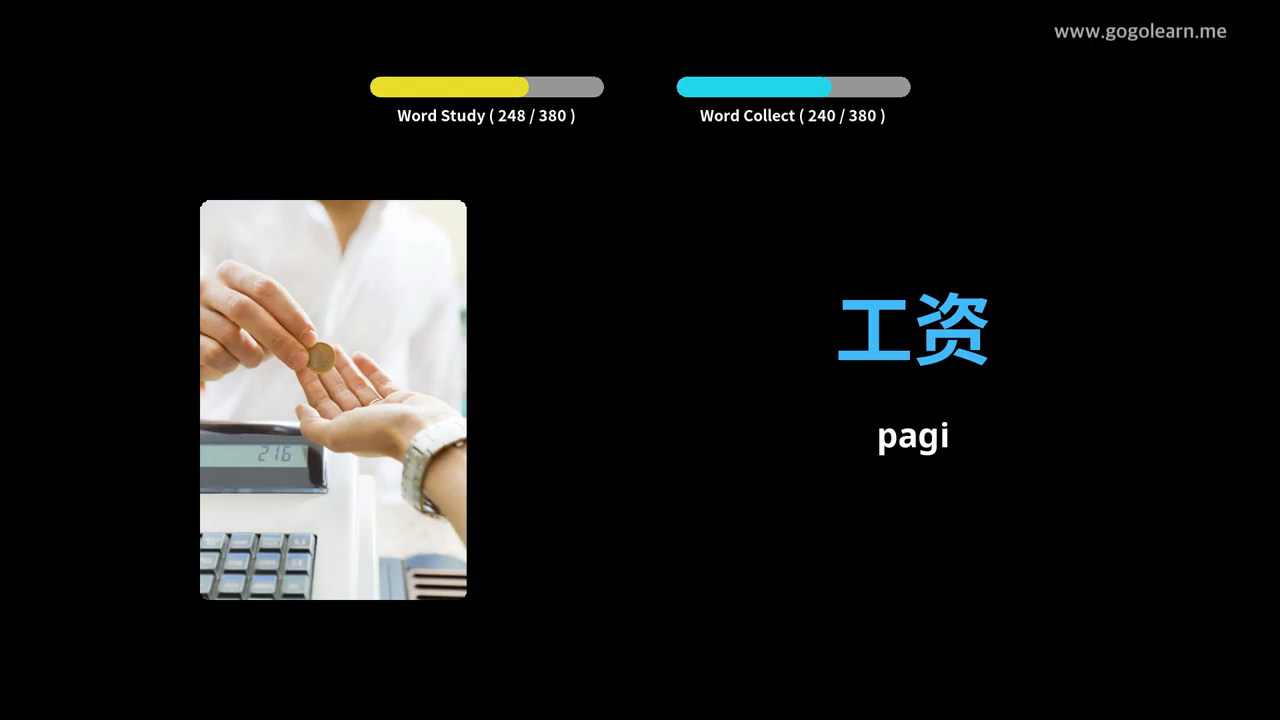 www.gogolearn.me
Word Study ( 248 / 380 )
Word Collect ( 240 / 380 )
工资
pagi
216